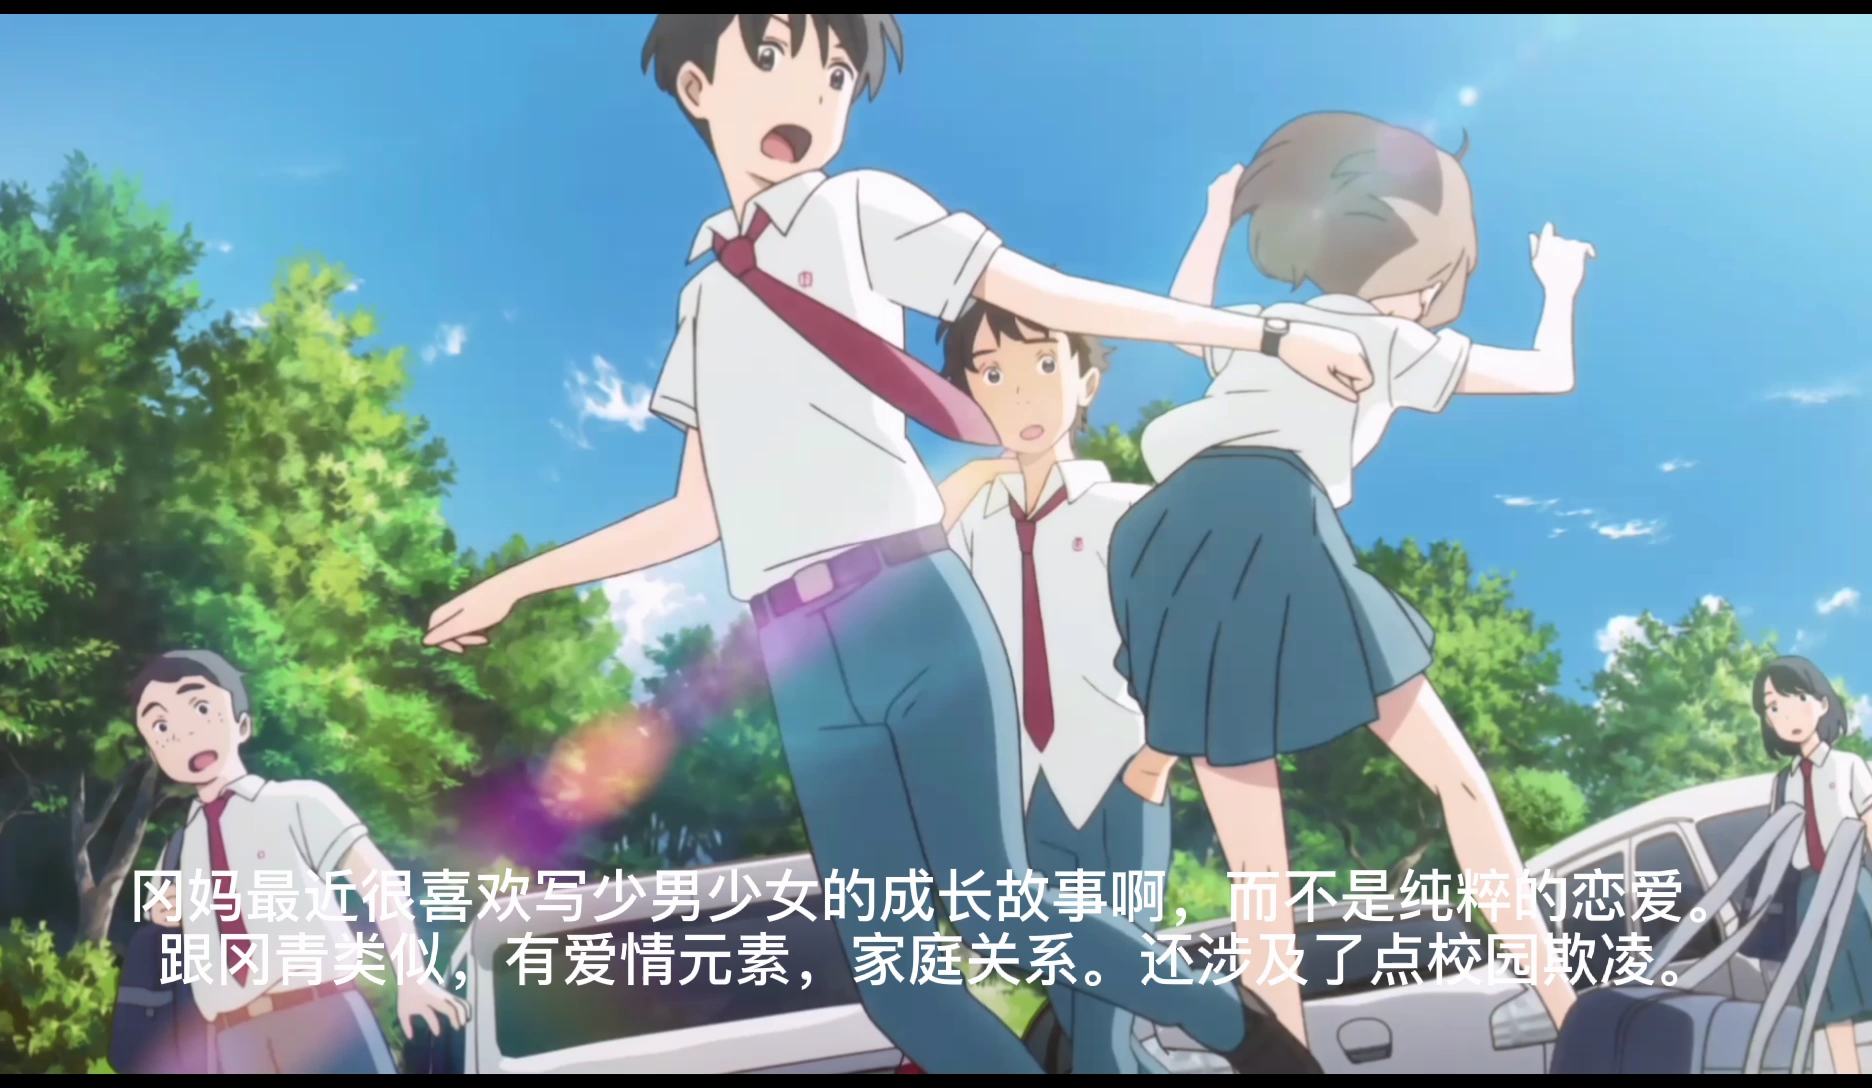 冈妈最近很喜欢写少男少女的成长故事啊，而不是纯粹的恋爱。
跟冈青类似，有爱情元素，家庭关系。还涉及了点校园欺凌。